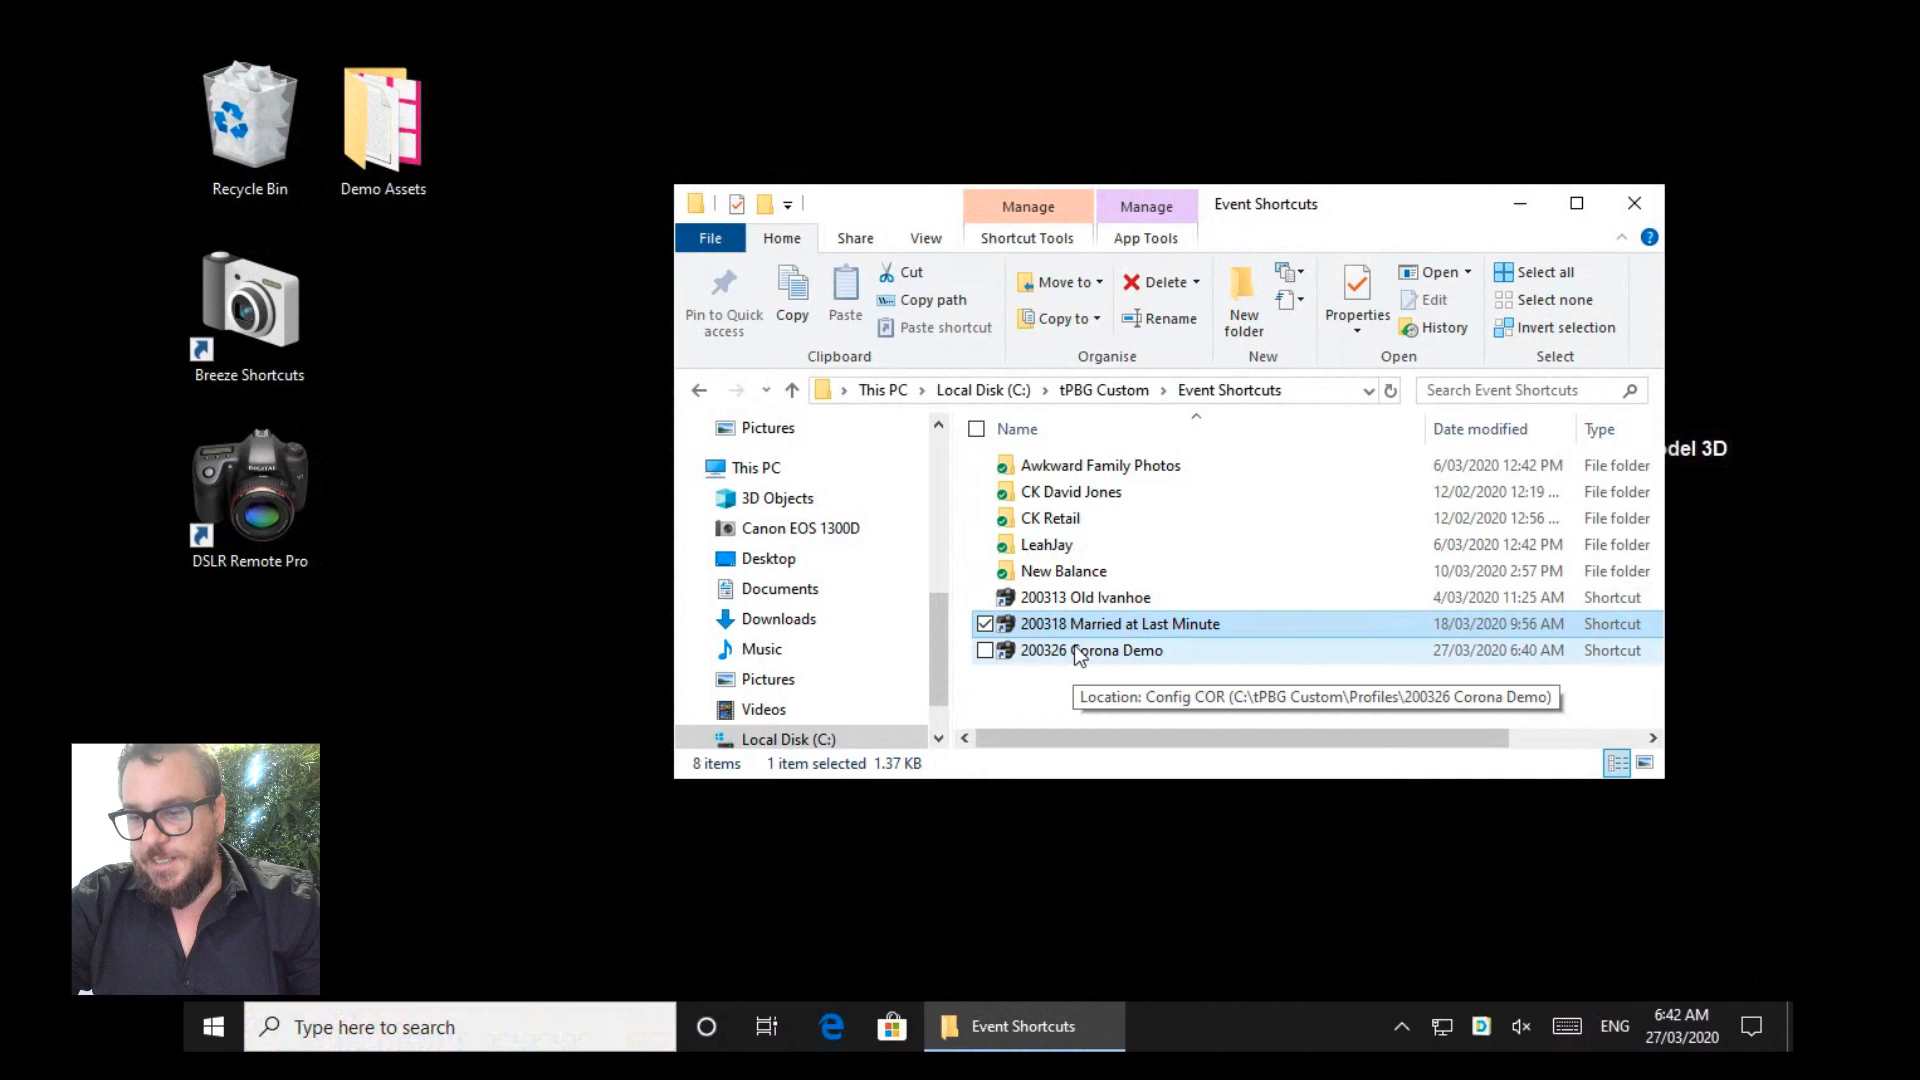 Recycle Bin
Demo Assets
Breeze Shortcuts
DIGITAL
DSLR Remote Pro
Manage
Manage
Event Shortcuts
File
Home
Share
View
Shortcut Tools
App Tools
Pin to Quick access
Copy
Paste
Cut
Copy path
Paste shortcut
Clipboard
Move to
Copy to
Delete
Rename
Organise
New folder
New
Properties
Open
Edit
History
Open
Select all
Select none
Invert selection
Select
This PC
Local Disk (C:)
tPBG Custom
Event Shortcuts
Search Event Shortcuts
Pictures
This PC
3D Objects
Canon EOS 1300D
Desktop
Documents
Downloads
Music
Pictures
Videos
Local Disk (C:)
Name
Date modified
Type
Awkward Family Photos 6/03/2020 12:42 PM File folder
CK David Jones 12/02/2020 12:19 ... File folder
CK Retail 12/02/2020 12:56 ... File folder
LeahJay 6/03/2020 12:42 PM File folder
New Balance 10/03/2020 2:57 PM File folder
200313 Old Ivanhoe 4/03/2020 11:25 AM Shortcut
200318 Married at Last Minute 18/03/2020 9:56 AM Shortcut
200326 Corona Demo 27/03/2020 6:40 AM Shortcut
Location: Config COR (C:\tPBG Custom\Profiles\200326 Corona Demo)
8 items 1 item selected 1.37 KB
del 3D
Type here to search
Event Shortcuts
ENG
6:42 AM
27/03/2020